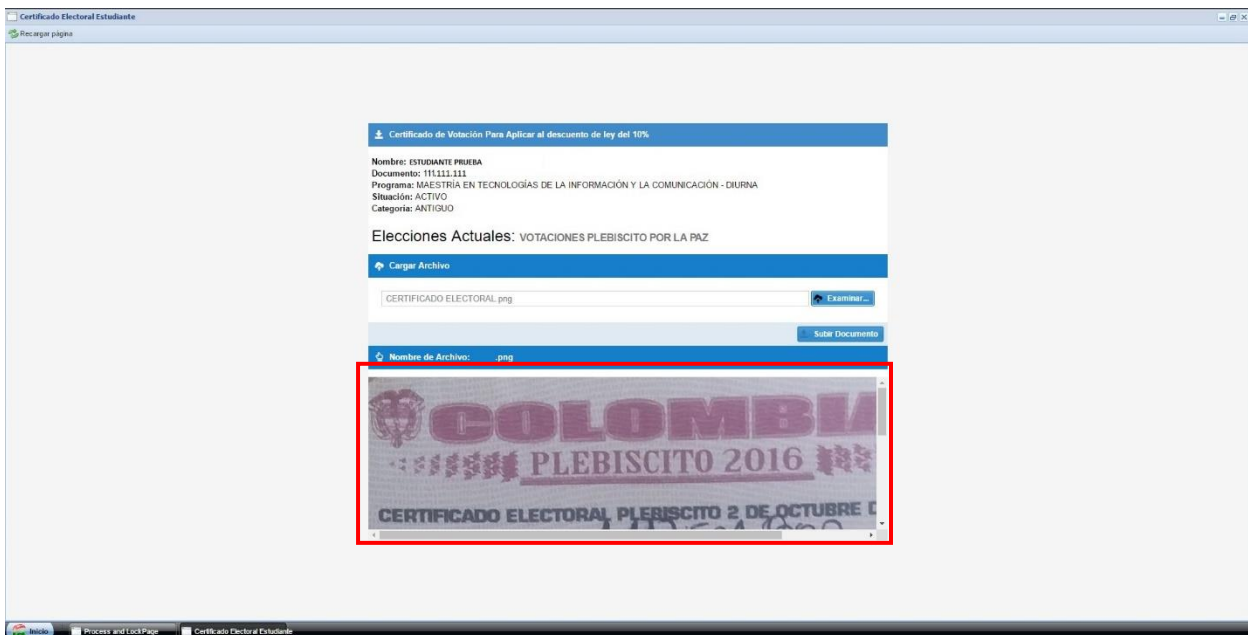 Certificado Electoral Estudiante
Recargar página
Certificado de Votación Para Aplicar al descuento de ley del 10%
Nombre: ESTUDIANTE PRUEBA
Documento: 111.111.111
Programa: MAESTRÍA EN TECNOLOGÍAS DE LA INFORMACIÓN Y LA COMUNICACIÓN - DIURNA
Situación: ACTIVO
Categoría: ANTIGUO
Elecciones Actuales: VOTACIONES PLEBISCITO POR LA PAZ
Cargar Archivo
CERTIFICADO ELECTORAL.png Examinar...
Subir Documento
Nombre de Archivo: .png
COLOMBI
PLEBISCITO 2016
CERTIFICADO ELECTORAL PLEBISCITO 2 DE OCTUBRE D
Inicio Process and LockPage Certificado Electoral Estudiante